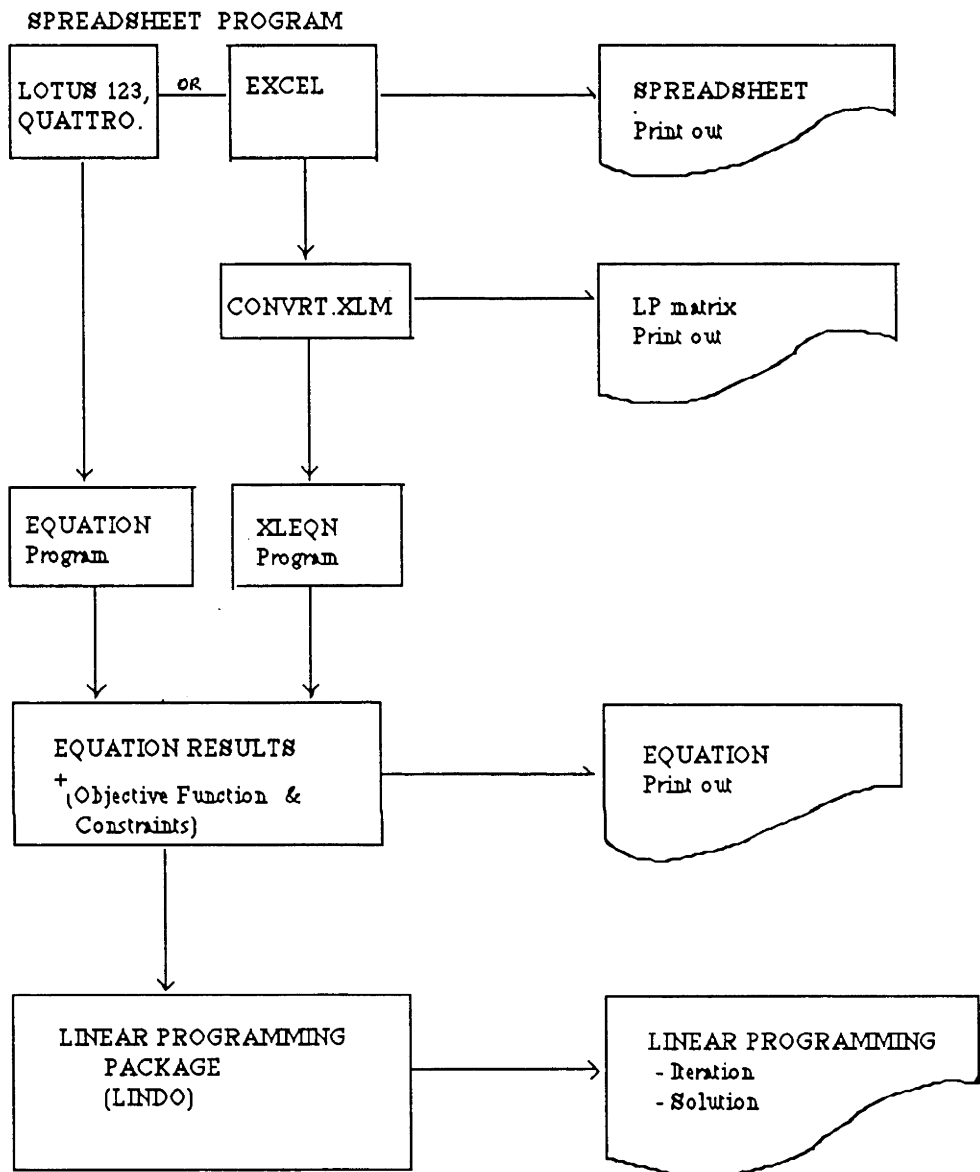 SPREADSHEET PROGRAM
LOTUS 123,
QUATTRO.
OR
EXCEL
SPREADSHEET
Print out
CONVRT.XLM
LP matrix
Print out
EQUATION
Program
XLEQN
Program
EQUATION RESULTS
+
(Objective Function &
Constraints)
EQUATION
Print out
LINEAR PROGRAMMING
PACKAGE
(LINDO)
LINEAR PROGRAMMING
- Iteration
- Solution